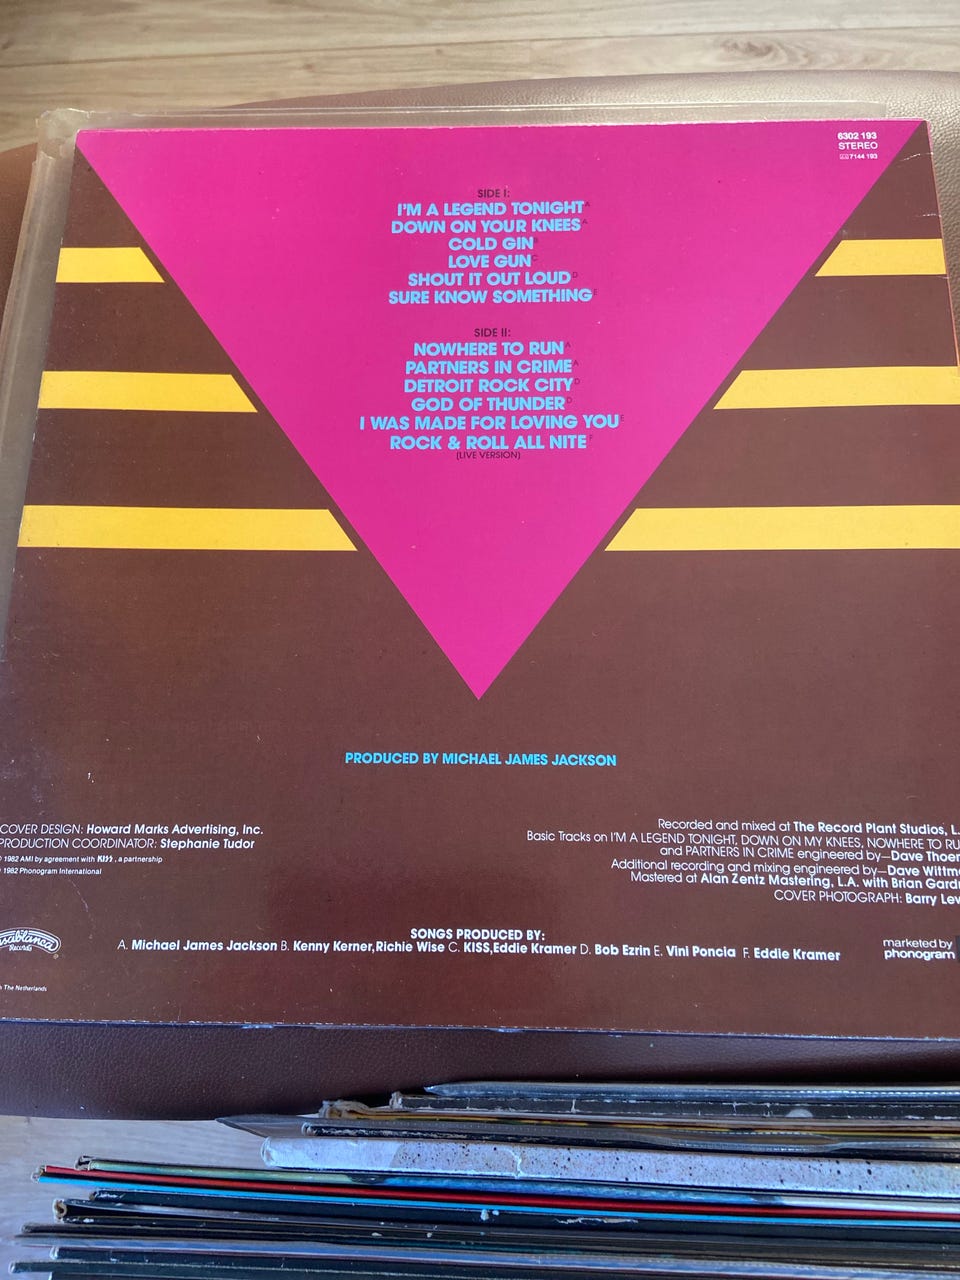 6302 193
STEREO
7144 193
SIDE I:
I'M A LEGEND TONIGHT A
DOWN ON YOUR KNEES A
COLD GIN B
LOVE GUN C
SHOUT IT OUT LOUD D
SURE KNOW SOMETHING E
SIDE II:
NOWHERE TO RUN A
PARTNERS IN CRIME A
DETROIT ROCK CITY D
GOD OF THUNDER D
I WAS MADE FOR LOVING YOU E
ROCK & ROLL ALL NITE F
(LIVE VERSION)
PRODUCED BY MICHAEL JAMES JACKSON
COVER DESIGN: Howard Marks Advertising, Inc.
PRODUCTION COORDINATOR: Stephanie Tudor
1982 AMI by agreement with KISS, a partnership
1982 Phonogram International
Recorded and mixed at The Record Plant Studios, L.
Basic Tracks on I'M A LEGEND TONIGHT, DOWN ON MY KNEES, NOWHERE TO RU
and PARTNERS IN CRIME engineered by—Dave Thoen
Additional recording and mixing engineered by—Dave Wittm
Mastered at Alan Zentz Mastering, L.A. with Brian Gard
COVER PHOTOGRAPH: Barry Lev
SONGS PRODUCED BY:
A. Michael James Jackson B. Kenny Kerner, Richie Wise C. KISS, Eddie Kramer D. Bob Ezrin E. Vini Poncia F. Eddie Kramer
asablanca
Records
marketed by
phonogram
The Netherlands